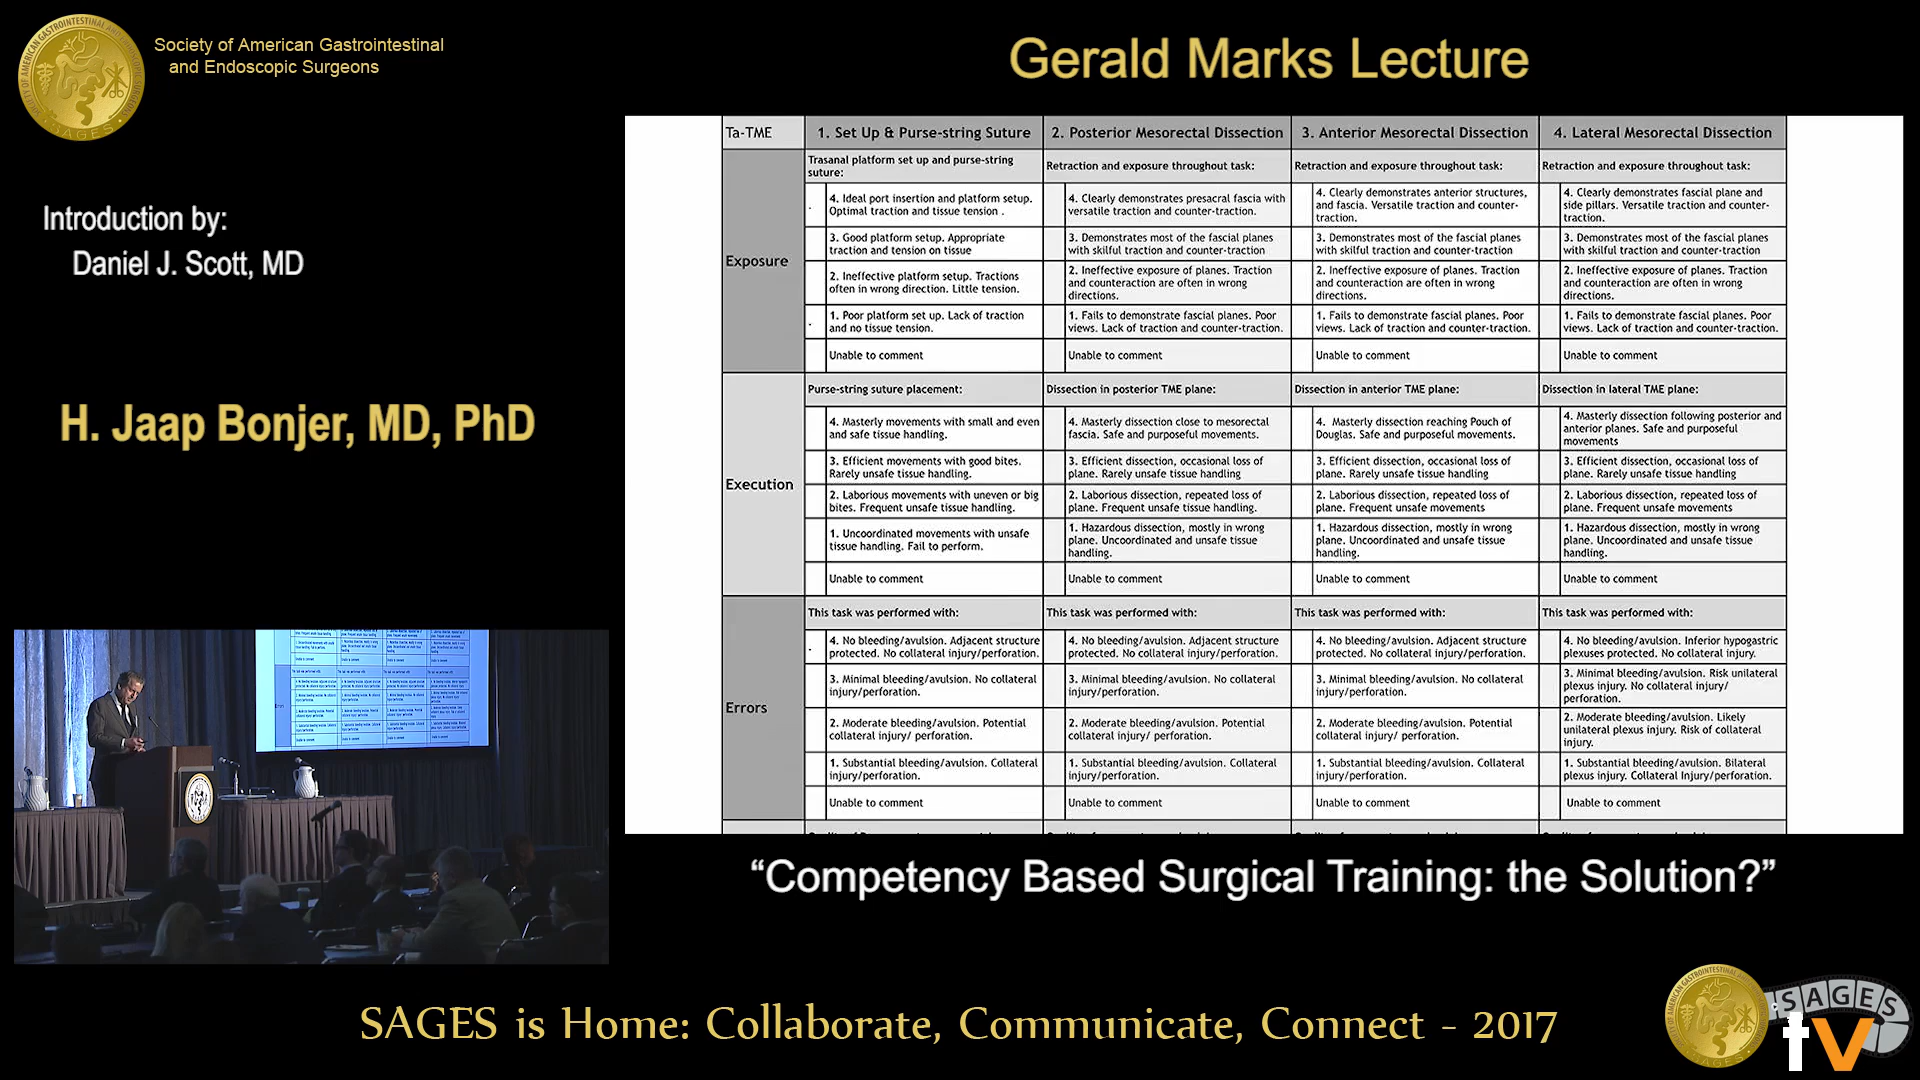 Society of American Gastrointestinal
and Endoscopic Surgeons
Gerald Marks Lecture
Introduction by:
Daniel J. Scott, MD
H. Jaap Bonjer, MD, PhD
Ta-TME
1. Set Up & Purse-string Suture
2. Posterior Mesorectal Dissection
3. Anterior Mesorectal Dissection
4. Lateral Mesorectal Dissection
Exposure
Trasanal platform set up and purse-string
suture:
Retraction and exposure throughout task:
Retraction and exposure throughout task:
Retraction and exposure throughout task:
4. Ideal port insertion and platform setup.
Optimal traction and tissue tension .
4. Clearly demonstrates presacral fascia with
versatile traction and counter-traction.
4. Clearly demonstrates anterior structures,
and fascia. Versatile traction and counter-
traction.
4. Clearly demonstrates fascial plane and
side pillars. Versatile traction and counter-
traction.
3. Good platform setup. Appropriate
traction and tension on tissue
3. Demonstrates most of the fascial planes
with skilful traction and counter-traction
3. Demonstrates most of the fascial planes
with skilful traction and counter-traction
3. Demonstrates most of the fascial planes
with skilful traction and counter-traction
2. Ineffective platform setup. Tractions
often in wrong direction. Little tension.
2. Ineffective exposure of planes. Traction
and counteraction are often in wrong
directions.
2. Ineffective exposure of planes. Traction
and counteraction are often in wrong
directions.
2. Ineffective exposure of planes. Traction
and counteraction are often in wrong
directions.
1. Poor platform set up. Lack of traction
and no tissue tension.
1. Fails to demonstrate fascial planes. Poor
views. Lack of traction and counter-traction.
1. Fails to demonstrate fascial planes. Poor
views. Lack of traction and counter-traction.
1. Fails to demonstrate fascial planes. Poor
views. Lack of traction and counter-traction.
Unable to comment
Unable to comment
Unable to comment
Unable to comment
Execution
Purse-string suture placement:
Dissection in posterior TME plane:
Dissection in anterior TME plane:
Dissection in lateral TME plane:
4. Masterly movements with small and even
and safe tissue handling.
4. Masterly dissection close to mesorectal
fascia. Safe and purposeful movements.
4. Masterly dissection reaching Pouch of
Douglas. Safe and purposeful movements.
4. Masterly dissection following posterior and
anterior planes. Safe and purposeful
movements
3. Efficient movements with good bites.
Rarely unsafe tissue handling.
3. Efficient dissection, occasional loss of
plane. Rarely unsafe tissue handling
3. Efficient dissection, occasional loss of
plane. Rarely unsafe tissue handling
3. Efficient dissection, occasional loss of
plane. Rarely unsafe tissue handling
2. Laborious movements with uneven or big
bites. Frequent unsafe tissue handling.
2. Laborious dissection, repeated loss of
plane. Frequent unsafe tissue handling.
2. Laborious dissection, repeated loss of
plane. Frequent unsafe movements
2. Laborious dissection, repeated loss of
plane. Frequent unsafe movements
1. Uncoordinated movements with unsafe
tissue handling. Fail to perform.
1. Hazardous dissection, mostly in wrong
plane. Uncoordinated and unsafe tissue
handling.
1. Hazardous dissection, mostly in wrong
plane. Uncoordinated and unsafe tissue
handling.
1. Hazardous dissection, mostly in wrong
plane. Uncoordinated and unsafe tissue
handling.
Unable to comment
Unable to comment
Unable to comment
Unable to comment
Errors
This task was performed with:
This task was performed with:
This task was performed with:
This task was performed with:
4. No bleeding/avulsion. Adjacent structure
protected. No collateral injury/perforation.
4. No bleeding/avulsion. Adjacent structure
protected. No collateral injury/perforation.
4. No bleeding/avulsion. Adjacent structure
protected. No collateral injury/perforation.
4. No bleeding/avulsion. Inferior hypogastric
plexuses protected. No collateral injury.
3. Minimal bleeding/avulsion. No collateral
injury/perforation.
3. Minimal bleeding/avulsion. No collateral
injury/perforation.
3. Minimal bleeding/avulsion. No collateral
injury/perforation.
3. Minimal bleeding/avulsion. Risk unilateral
plexus injury. No collateral injury/
perforation.
2. Moderate bleeding/avulsion. Potential
collateral injury/ perforation.
2. Moderate bleeding/avulsion. Potential
collateral injury/ perforation.
2. Moderate bleeding/avulsion. Potential
collateral injury/ perforation.
2. Moderate bleeding/avulsion. Likely
unilateral plexus injury. Risk of collateral
injury.
1. Substantial bleeding/avulsion. Collateral
injury/perforation.
1. Substantial bleeding/avulsion. Collateral
injury/perforation.
1. Substantial bleeding/avulsion. Collateral
injury/perforation.
1. Substantial bleeding/avulsion. Bilateral
plexus injury. Collateral Injury/perforation.
Unable to comment
Unable to comment
Unable to comment
Unable to comment
“Competency Based Surgical Training: the Solution?”
SAGES is Home: Collaborate, Communicate, Connect - 2017
SAGES
tv